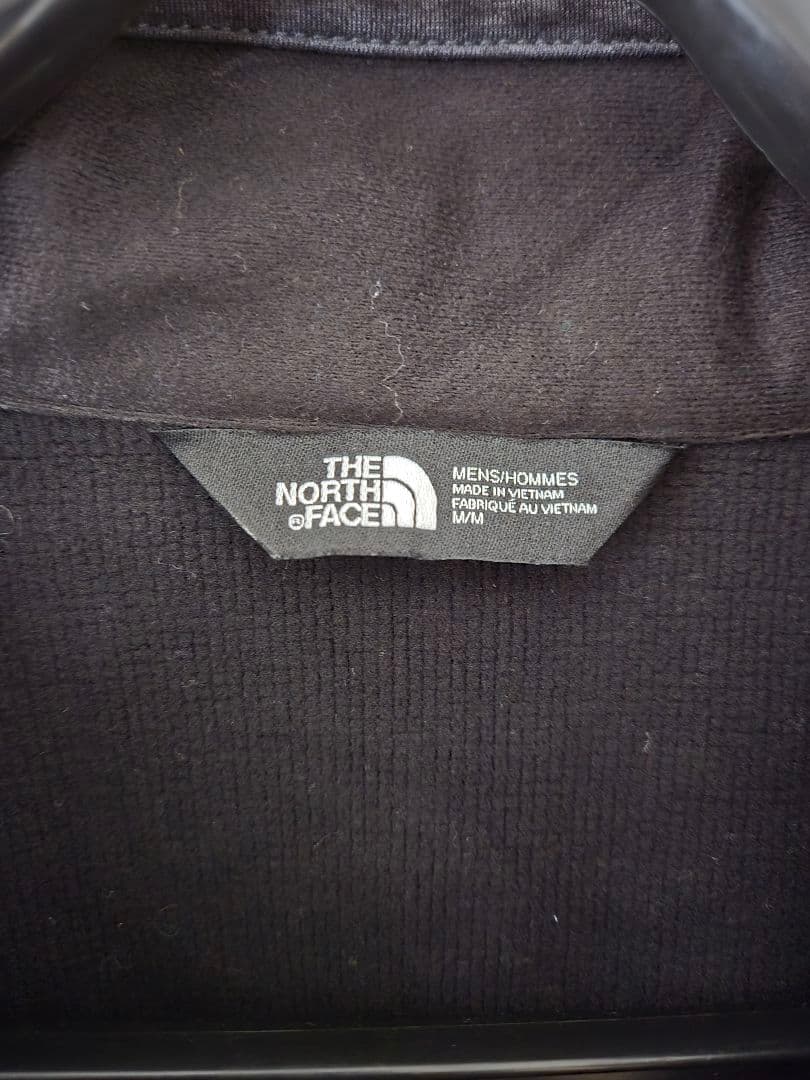 THE
NORTH
®FACE
MENS/HOMMES
MADE IN VIETNAM
FABRIQUÉ AU VIETNAM
M/M